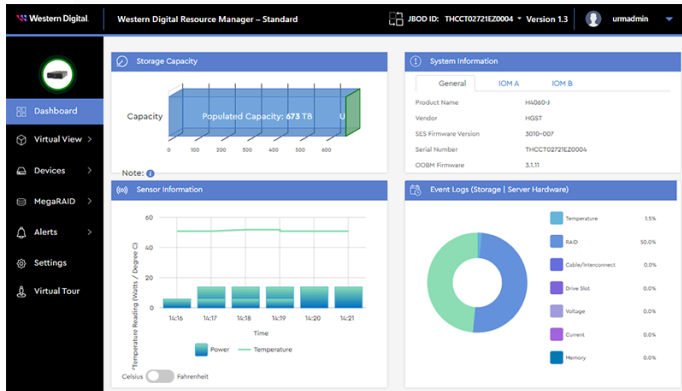 Western Digital.
Western Digital Resource Manager – Standard
JBOD ID: THCCT02721EZ0004 Version 1.3
urmadmin
Dashboard
Virtual View
Devices
MegaRAID
Alerts
Settings
Virtual Tour
Storage Capacity
Capacity
Populated Capacity: 673 TB
U
0 100 200 300 400 500 600
Note:
System Information
General IOM A IOM B
Product Name H4060-J
Vendor HGST
SES Firmware Version 3010-007
Serial Number THCCT02721EZ0004
OOBM Firmware 3.1.11
Sensor Information
Temperature Reading (Watts / Degree C)
60
40
20
0
14:16 14:17 14:18 14:19 14:20 14:21
Time
Power Temperature
Celsius Fahrenheit
Event Logs (Storage | Server Hardware)
Temperature 1.5%
RAID 50.0%
Cable/Interconnect 0.0%
Drive Slot 0.0%
Voltage 0.0%
Current 0.0%
Memory 0.0%